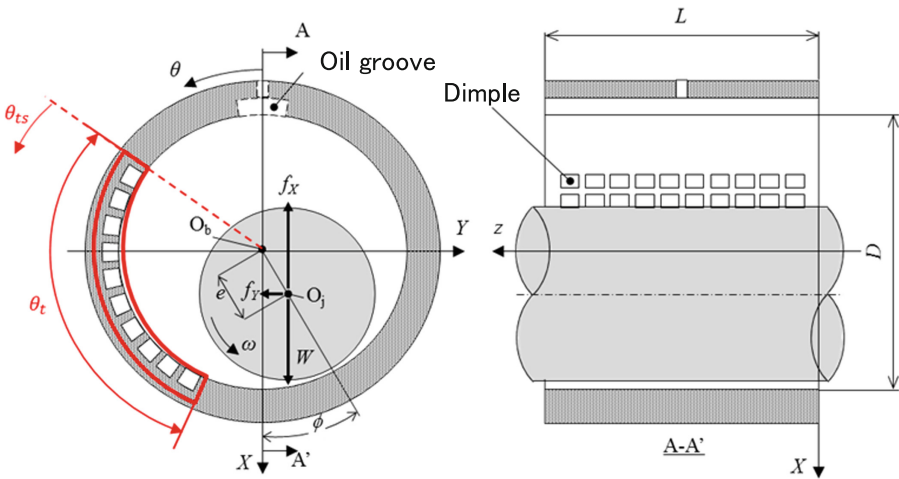 A
θ
Oil groove
θts
θt
fX
Ob
Y
fY
Oj
e
ω
W
ϕ
X
A'
L
Dimple
z
D
A-A'
X